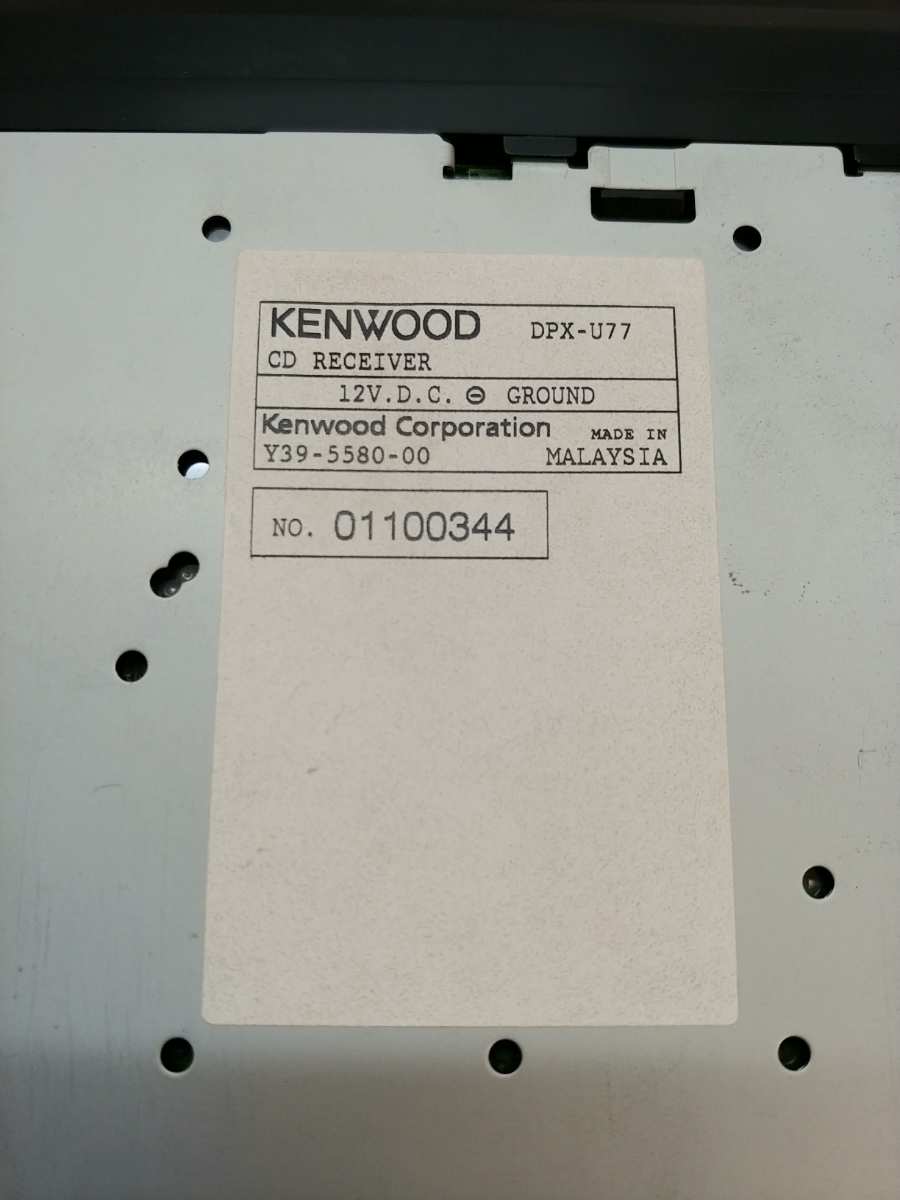 KENWOOD DPX-U77
CD RECEIVER
12V.D.C. ⊖ GROUND
Kenwood Corporation MADE IN
Y39-5580-00 MALAYSIA
NO. 01100344